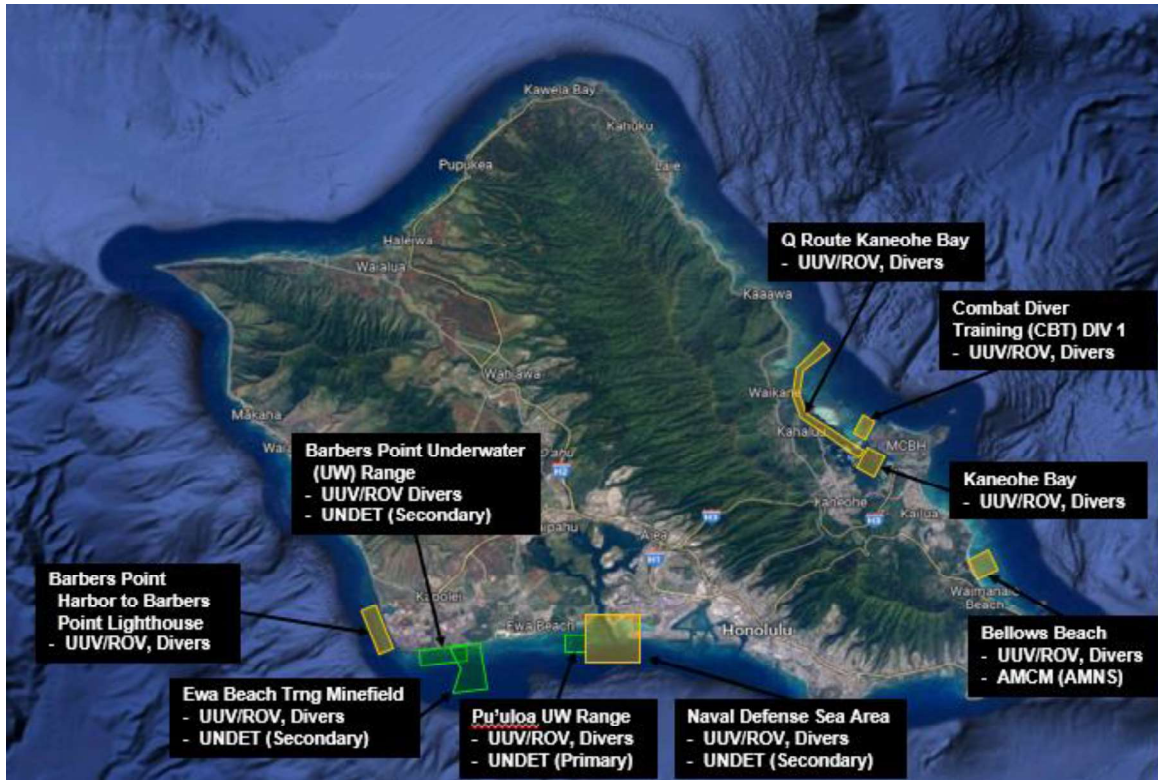 Kawela Bay
Kahuku
Pupukea
Laie
Haleiwa
Waialua
Kaaawa
Q Route Kaneohe Bay
- UUV/ROV, Divers
Combat Diver
Training (CBT) DIV 1
- UUV/ROV, Divers
Wahiawa
Waikane
Makaha
Kahaluu
MCBH
Barbers Point Underwater
(UW) Range
- UUV/ROV Divers
- UNDET (Secondary)
H2
Kaneohe Bay
- UUV/ROV, Divers
Kaneohe
Kailua
H3
H3
Aiea
H1
Waimanalo
Beach
Barbers Point
Harbor to Barbers
Point Lighthouse
- UUV/ROV, Divers
Kapolei
Ewa Beach
Honolulu
Bellows Beach
- UUV/ROV, Divers
- AMCM (AMNS)
Ewa Beach Trng Minefield
- UUV/ROV, Divers
- UNDET (Secondary)
Pu'uloa UW Range
- UUV/ROV, Divers
- UNDET (Primary)
Naval Defense Sea Area
- UUV/ROV, Divers
- UNDET (Secondary)